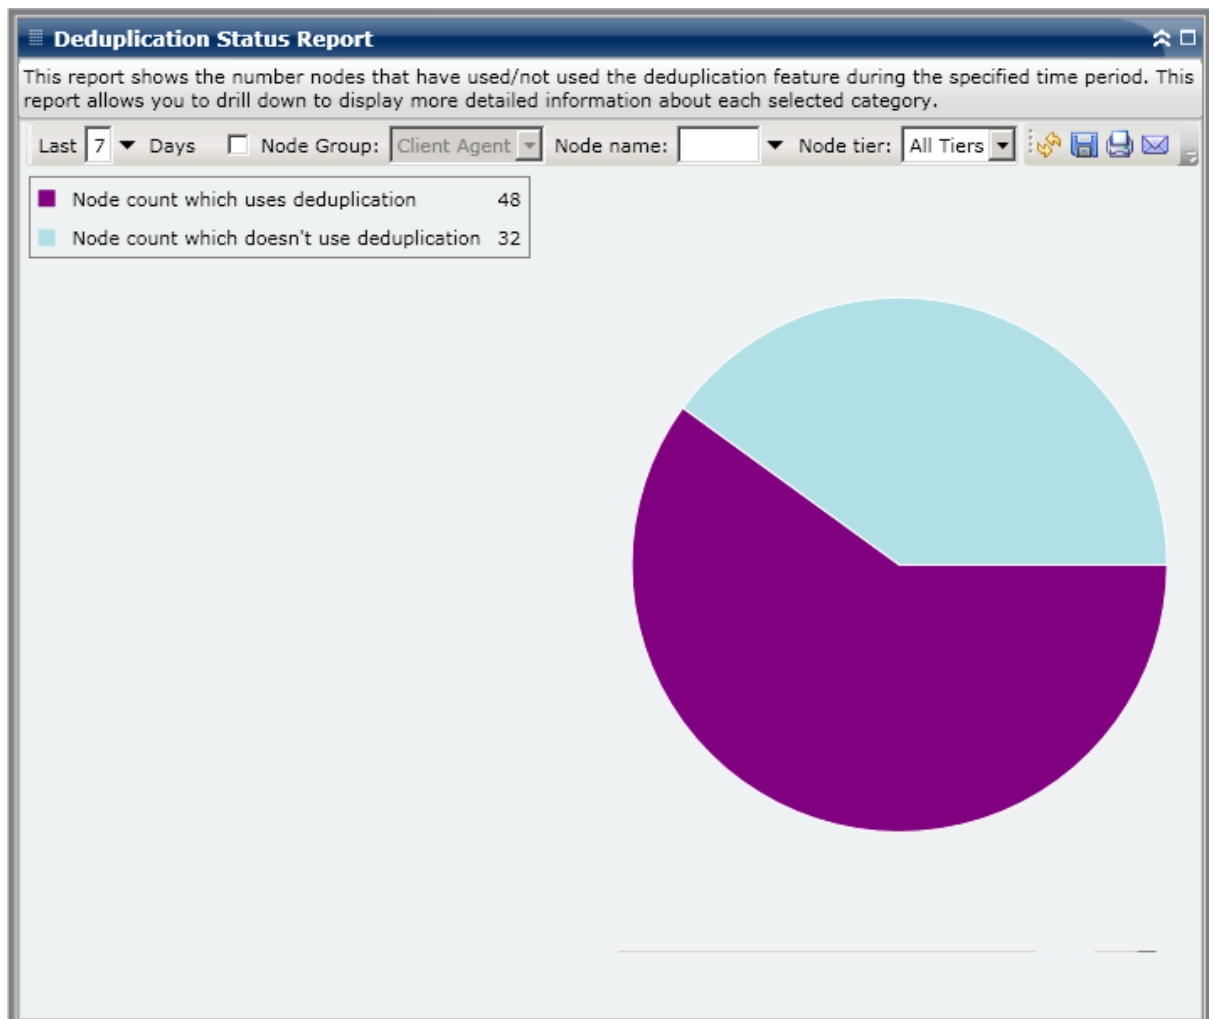 Deduplication Status Report
This report shows the number nodes that have used/not used the deduplication feature during the specified time period. This
report allows you to drill down to display more detailed information about each selected category.
Last 7 Days Node Group: Client Agent Node name: Node tier: All Tiers
Node count which uses deduplication 48
Node count which doesn't use deduplication 32